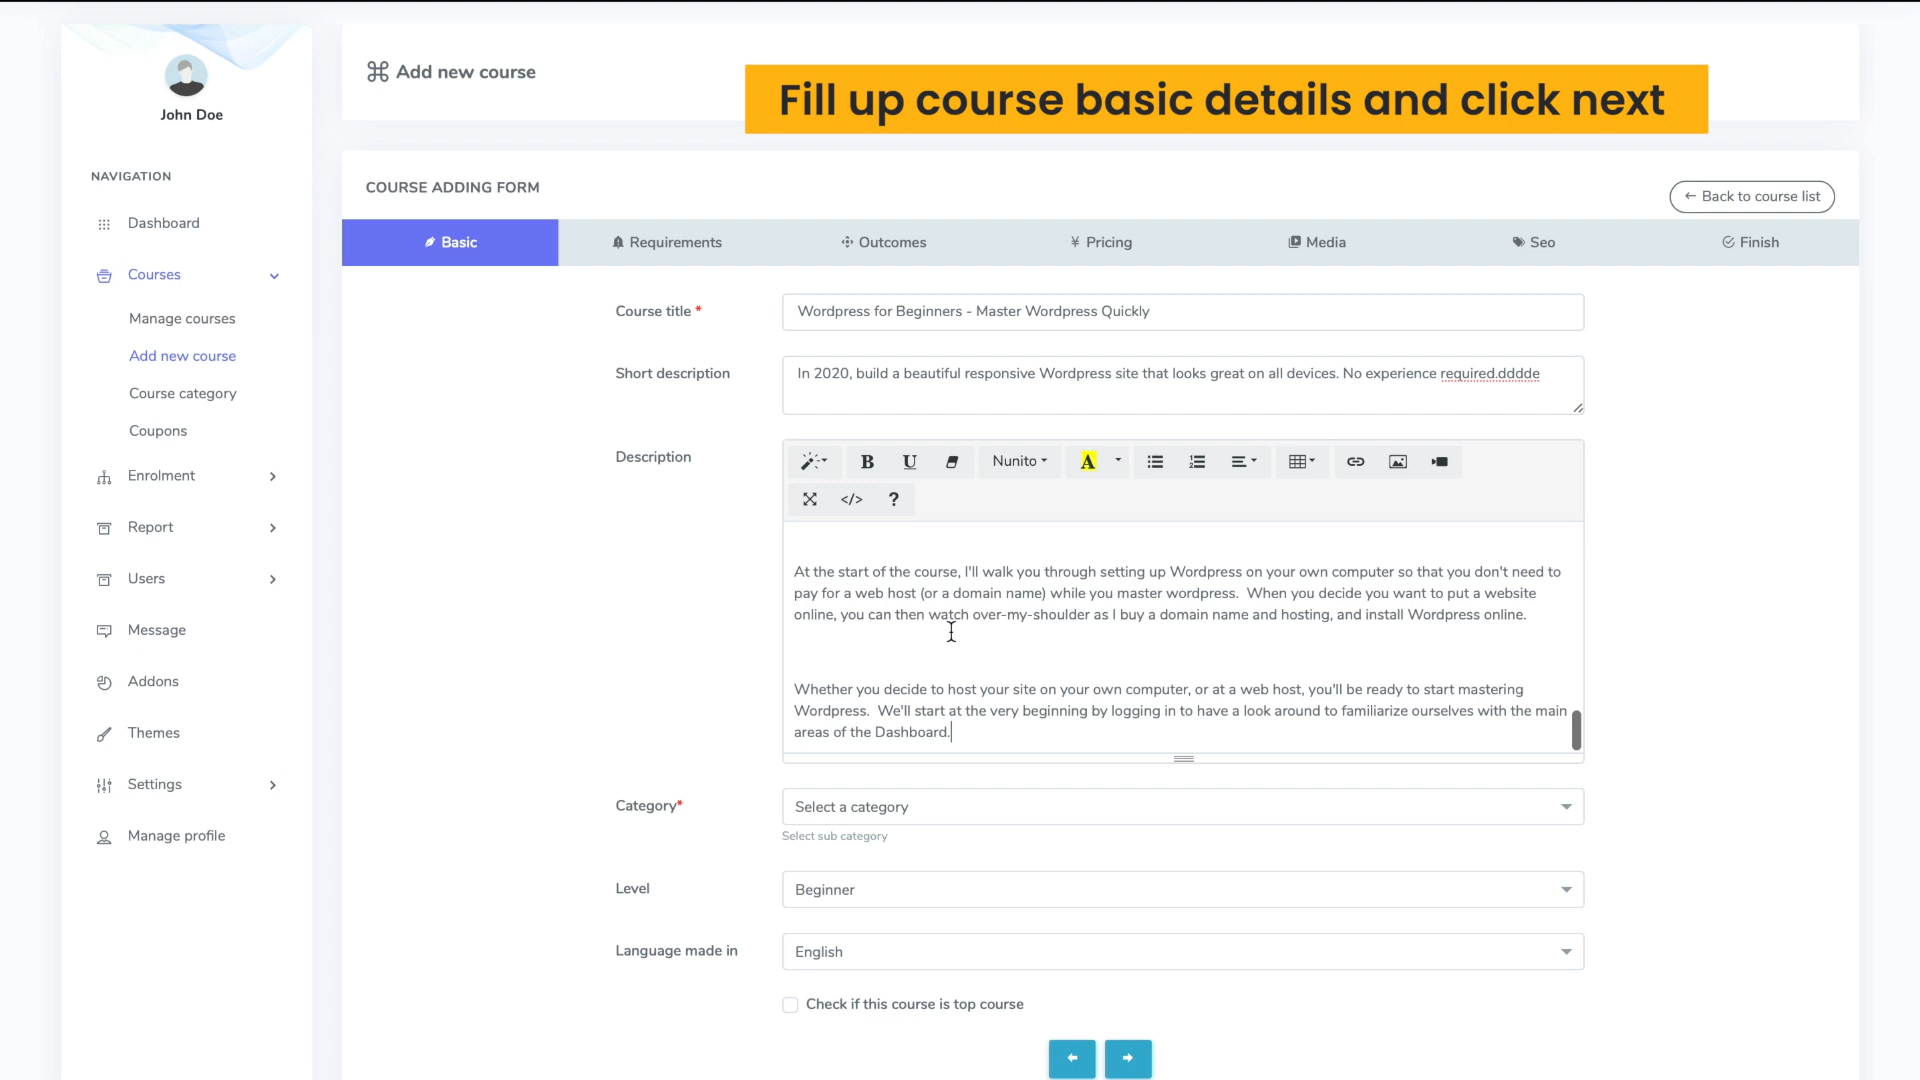 John Doe
NAVIGATION
Dashboard
Courses
Manage courses
Add new course
Course category
Coupons
Enrolment
Report
Users
Message
Addons
Themes
Settings
Manage profile
Add new course
Fill up course basic details and click next
COURSE ADDING FORM
← Back to course list
Basic
Requirements
Outcomes
¥ Pricing
Media
Seo
Finish
Course title *
Wordpress for Beginners - Master Wordpress Quickly
Short description
In 2020, build a beautiful responsive Wordpress site that looks great on all devices. No experience required.dddde
Description
B U Nunito A
</> ?
At the start of the course, I'll walk you through setting up Wordpress on your own computer so that you don't need to
pay for a web host (or a domain name) while you master wordpress.  When you decide you want to put a website
online, you can then watch over-my-shoulder as I buy a domain name and hosting, and install Wordpress online.
Whether you decide to host your site on your own computer, or at a web host, you'll be ready to start mastering
Wordpress.  We'll start at the very beginning by logging in to have a look around to familiarize ourselves with the main
areas of the Dashboard.
Category*
Select a category
Select sub category
Level
Beginner
Language made in
English
Check if this course is top course